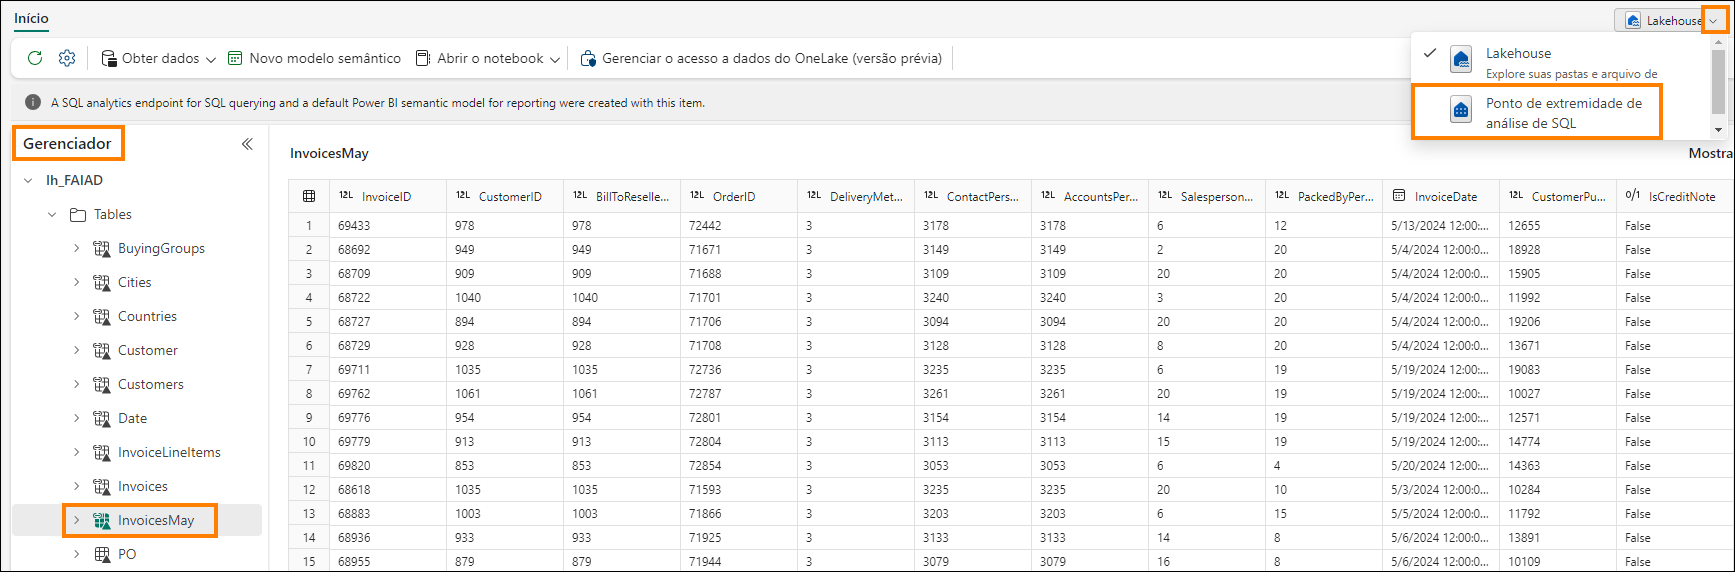 Início
Lakehouse
Obter dados
Novo modelo semântico
Abrir o notebook
Gerenciar o acesso a dados do OneLake (versão prévia)
Lakehouse
Explore suas pastas e arquivo de
Ponto de extremidade de
análise de SQL
A SQL analytics endpoint for SQL querying and a default Power BI semantic model for reporting were created with this item.
Gerenciador
lh_FAIAD
Tables
BuyingGroups
Cities
Countries
Customer
Customers
Date
InvoiceLineItems
Invoices
InvoicesMay
PO
InvoicesMay
Mostra
12L InvoiceID 12L CustomerID 12L BillToReselle... 12L OrderID 12L DeliveryMet... 12L ContactPers... 12L AccountsPer... 12L Salesperson... 12L PackedByPer... InvoiceDate 12L CustomerPu... 0/1 IsCreditNote
1 69433 978 978 72442 3 3178 3178 6 12 5/13/2024 12:00:... 12655 False
2 68692 949 949 71671 3 3149 3149 2 20 5/4/2024 12:00:0... 18928 False
3 68709 909 909 71688 3 3109 3109 20 20 5/4/2024 12:00:0... 15905 False
4 68722 1040 1040 71701 3 3240 3240 3 20 5/4/2024 12:00:0... 11992 False
5 68727 894 894 71706 3 3094 3094 20 20 5/4/2024 12:00:0... 19206 False
6 68729 928 928 71708 3 3128 3128 8 20 5/4/2024 12:00:0... 13671 False
7 69711 1035 1035 72736 3 3235 3235 6 19 5/19/2024 12:00:... 19083 False
8 69762 1061 1061 72787 3 3261 3261 20 19 5/19/2024 12:00:... 10027 False
9 69776 954 954 72801 3 3154 3154 14 19 5/19/2024 12:00:... 12571 False
10 69779 913 913 72804 3 3113 3113 15 19 5/19/2024 12:00:... 14774 False
11 69820 853 853 72854 3 3053 3053 6 4 5/20/2024 12:00:... 14363 False
12 68618 1035 1035 71593 3 3235 3235 20 10 5/3/2024 12:00:0... 10284 False
13 68883 1003 1003 71866 3 3203 3203 6 15 5/5/2024 12:00:0... 11792 False
14 68936 933 933 71925 3 3133 3133 14 8 5/6/2024 12:00:0... 13891 False
15 68955 879 879 71944 3 3079 3079 16 8 5/6/2024 12:00:0... 10109 False